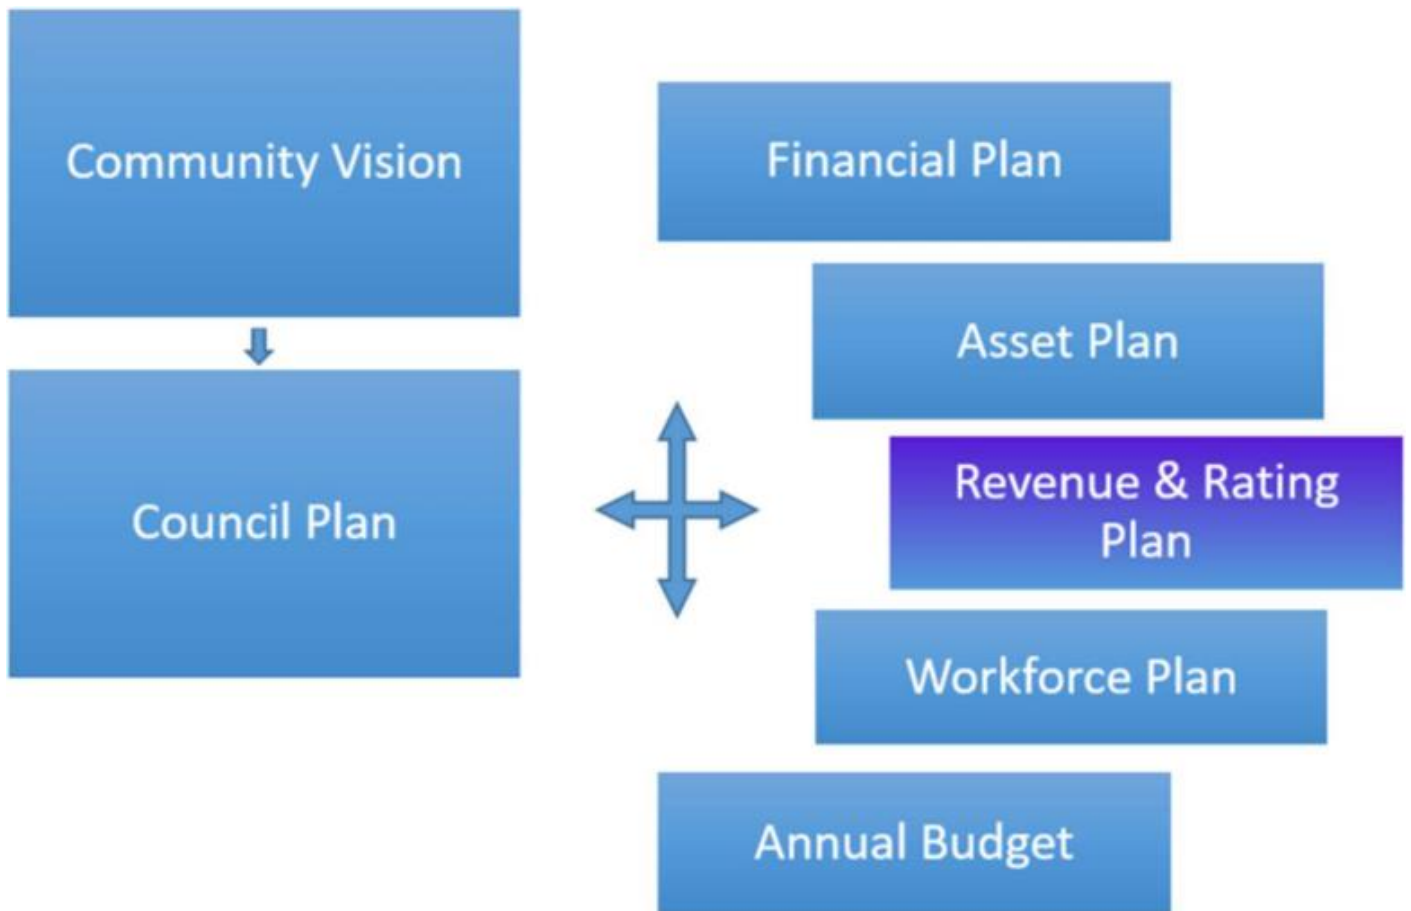 Community Vision
Council Plan
Financial Plan
Asset Plan
Revenue & Rating
Plan
Workforce Plan
Annual Budget